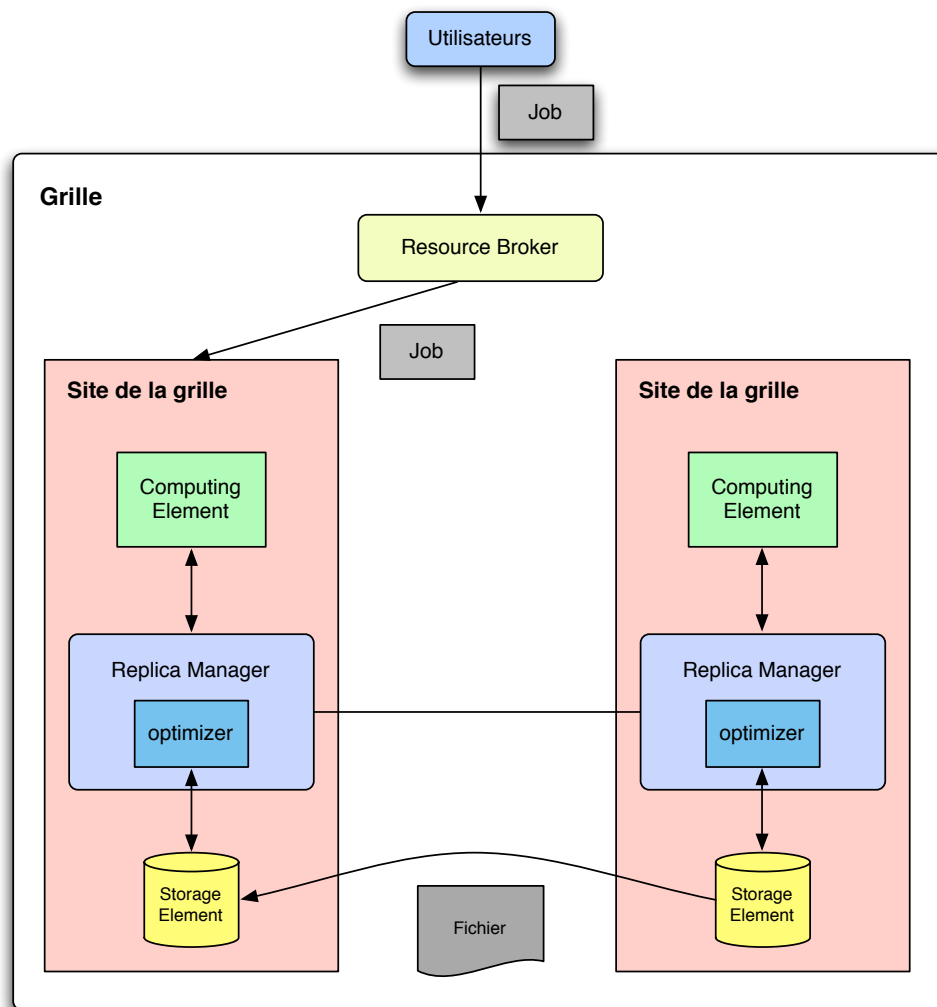 Utilisateurs
Job
Grille
Resource Broker
Job
Site de la grille
Computing
Element
Replica Manager
optimizer
Storage
Element
Site de la grille
Computing
Element
Replica Manager
optimizer
Storage
Element
Fichier